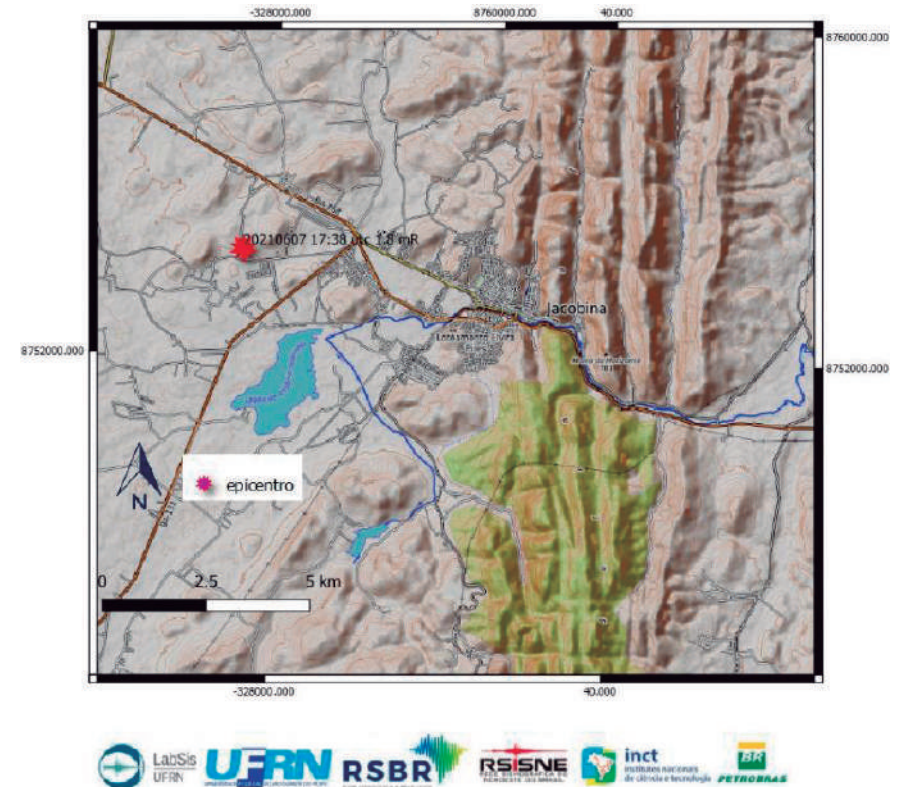 -328000.000 8760000.000 40.000
8760000.000
20210607 17:38 utc 1.8 mR
Jacobina
8752000.000
8752000.000
epicentro
N
0 2.5 5 km
-328000.000 40.000
LabSis
UFRN
UFRN
RSBR
RSISNE
inct
institutos nacionais
de ciência e tecnologia
BR
PETROBRAS